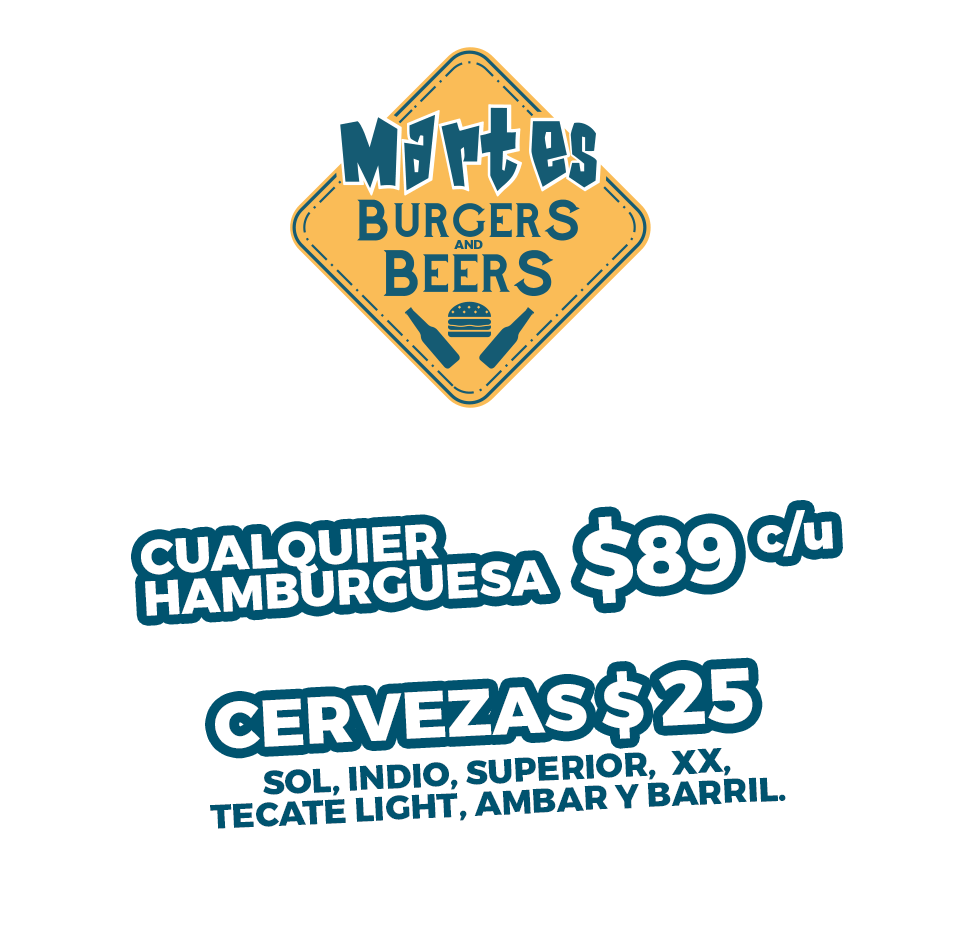 Martes
BURGERS
AND
BEERS
CUALQUIER
HAMBURGUESA $89 c/u
CERVEZAS $25
SOL, INDIO, SUPERIOR, XX,
TECATE LIGHT, AMBAR Y BARRIL.